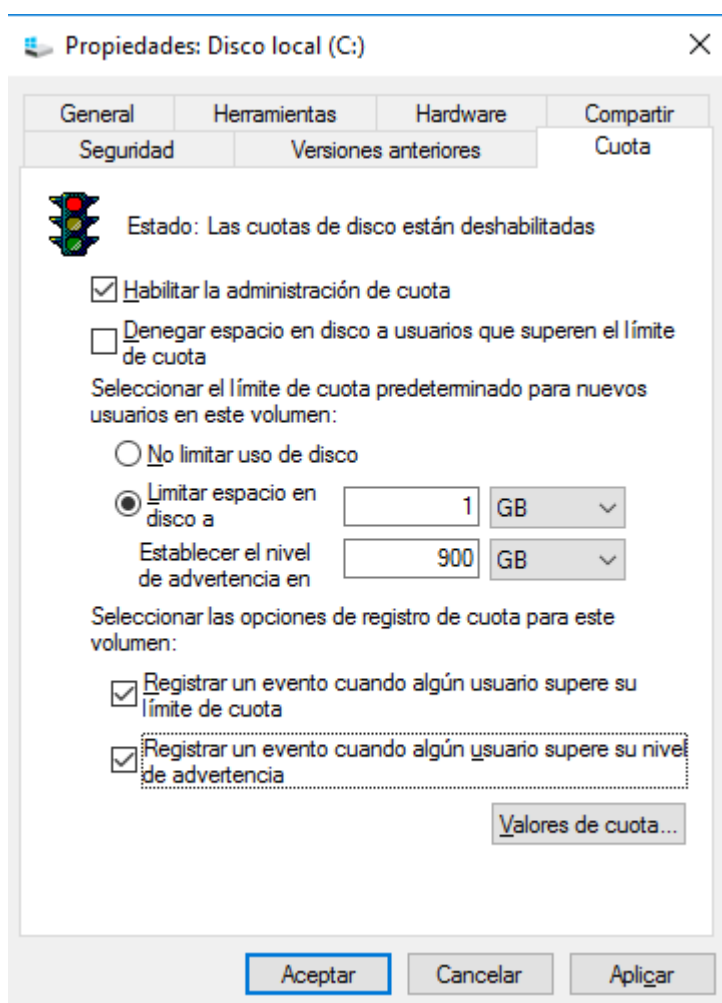 Propiedades: Disco local (C:)
General Herramientas Hardware Compartir
Seguridad Versiones anteriores Cuota
Estado: Las cuotas de disco están deshabilitadas
Habilitar la administración de cuota
Denegar espacio en disco a usuarios que superen el límite
de cuota
Seleccionar el límite de cuota predeterminado para nuevos
usuarios en este volumen:
No limitar uso de disco
Limitar espacio en
disco a
1 GB
Establecer el nivel
de advertencia en
900 GB
Seleccionar las opciones de registro de cuota para este
volumen:
Registrar un evento cuando algún usuario supere su
límite de cuota
Registrar un evento cuando algún usuario supere su nivel
de advertencia
Valores de cuota...
Aceptar Cancelar Aplicar